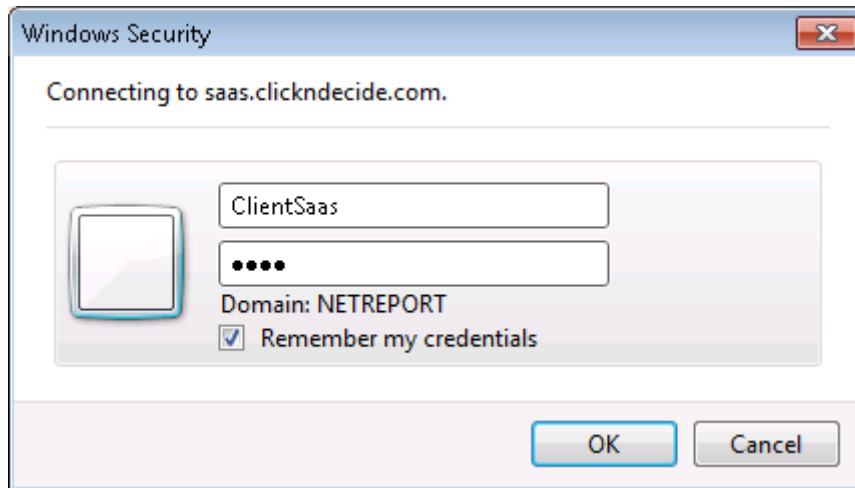 Windows Security
Connecting to saas.clickndecide.com.
ClientSaas
••••
Domain: NETREPORT
Remember my credentials
OK
Cancel